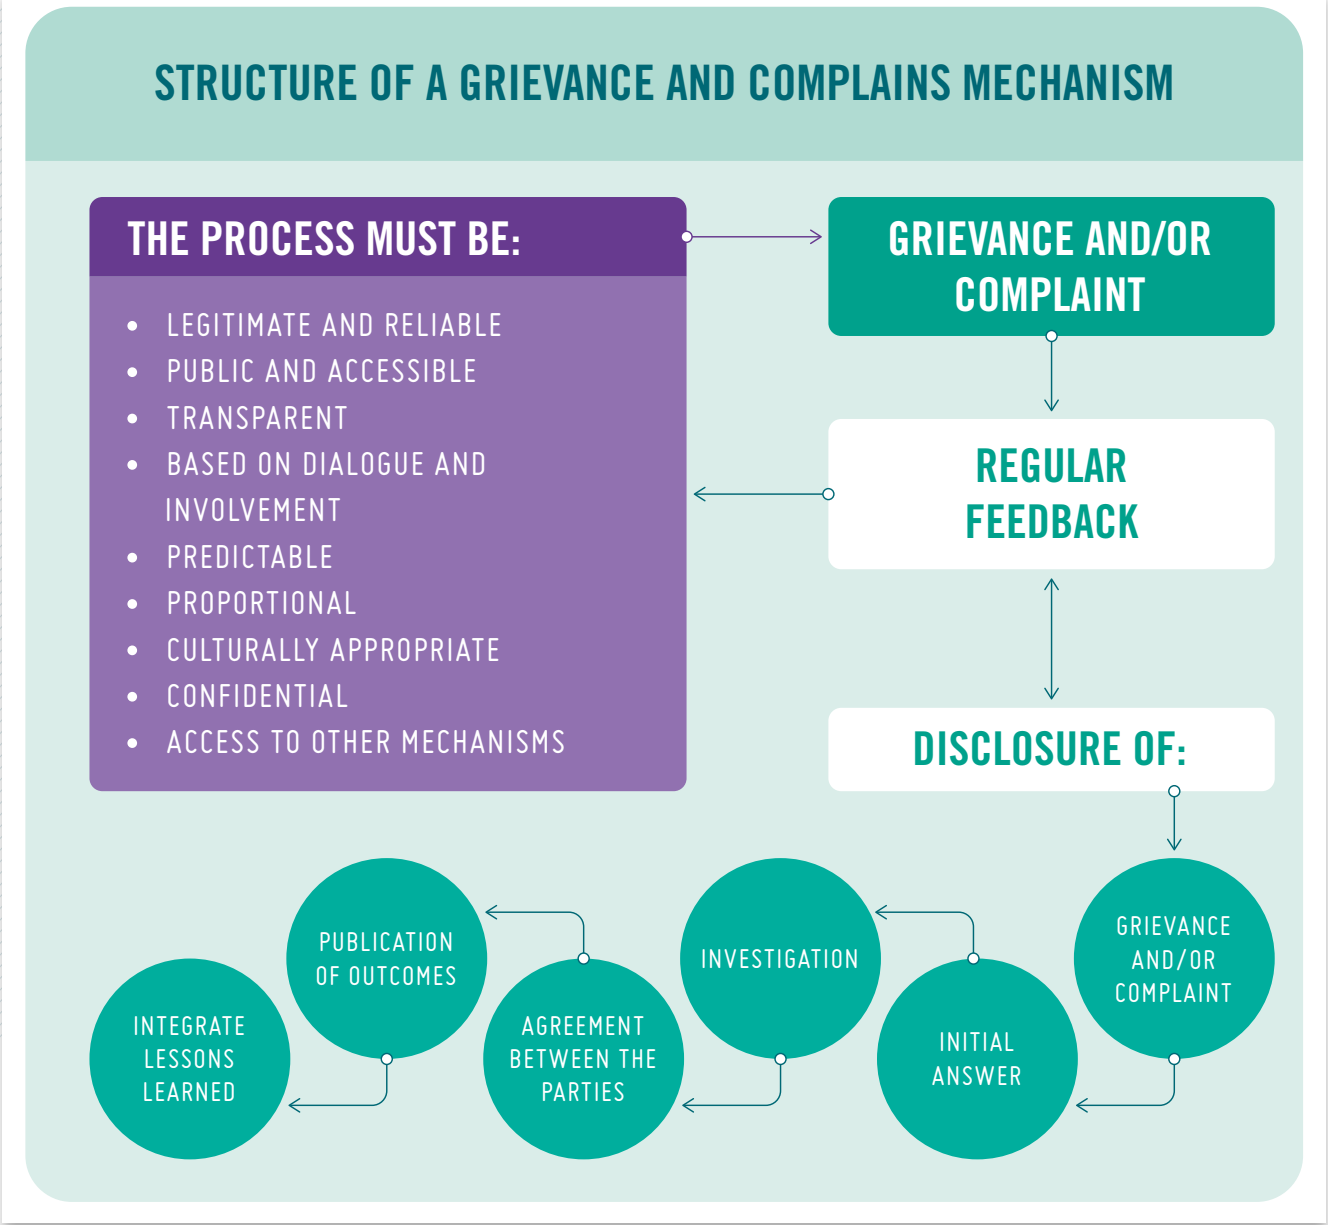 STRUCTURE OF A GRIEVANCE AND COMPLAINS MECHANISM
THE PROCESS MUST BE:
• LEGITIMATE AND RELIABLE
• PUBLIC AND ACCESSIBLE
• TRANSPARENT
• BASED ON DIALOGUE AND
INVOLVEMENT
• PREDICTABLE
• PROPORTIONAL
• CULTURALLY APPROPRIATE
• CONFIDENTIAL
• ACCESS TO OTHER MECHANISMS
GRIEVANCE AND/OR
COMPLAINT
REGULAR
FEEDBACK
DISCLOSURE OF:
GRIEVANCE
AND/OR
COMPLAINT
INITIAL
ANSWER
INVESTIGATION
AGREEMENT
BETWEEN THE
PARTIES
PUBLICATION
OF OUTCOMES
INTEGRATE
LESSONS
LEARNED